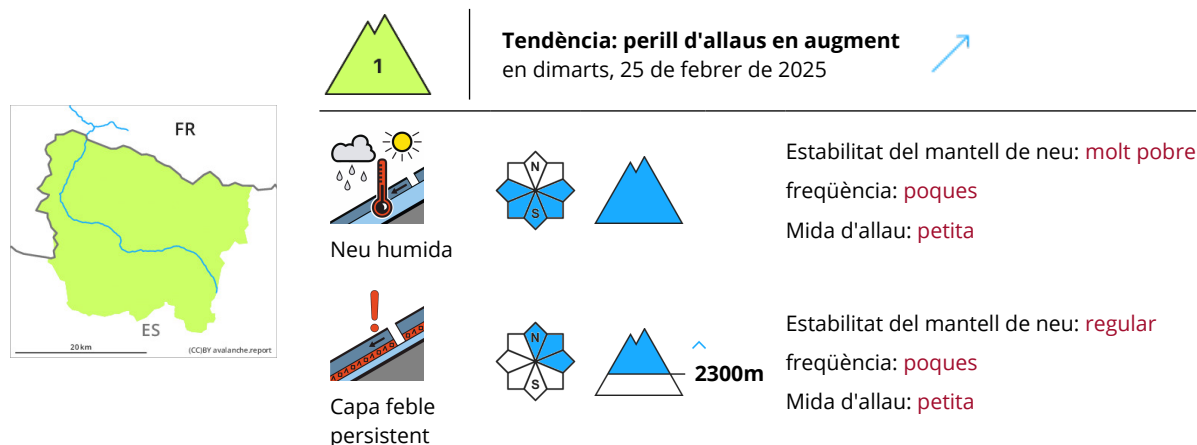 1
Tendència: perill d'allaus en augment
en dimarts, 25 de febrer de 2025
FR
ES
20 km
(CC)BY avalanche.report
N
S
Neu humida
Estabilitat del mantell de neu: molt pobre
freqüència: poques
Mida d'allau: petita
N
S
2300m
Capa feble
persistent
Estabilitat del mantell de neu: regular
freqüència: poques
Mida d'allau: petita